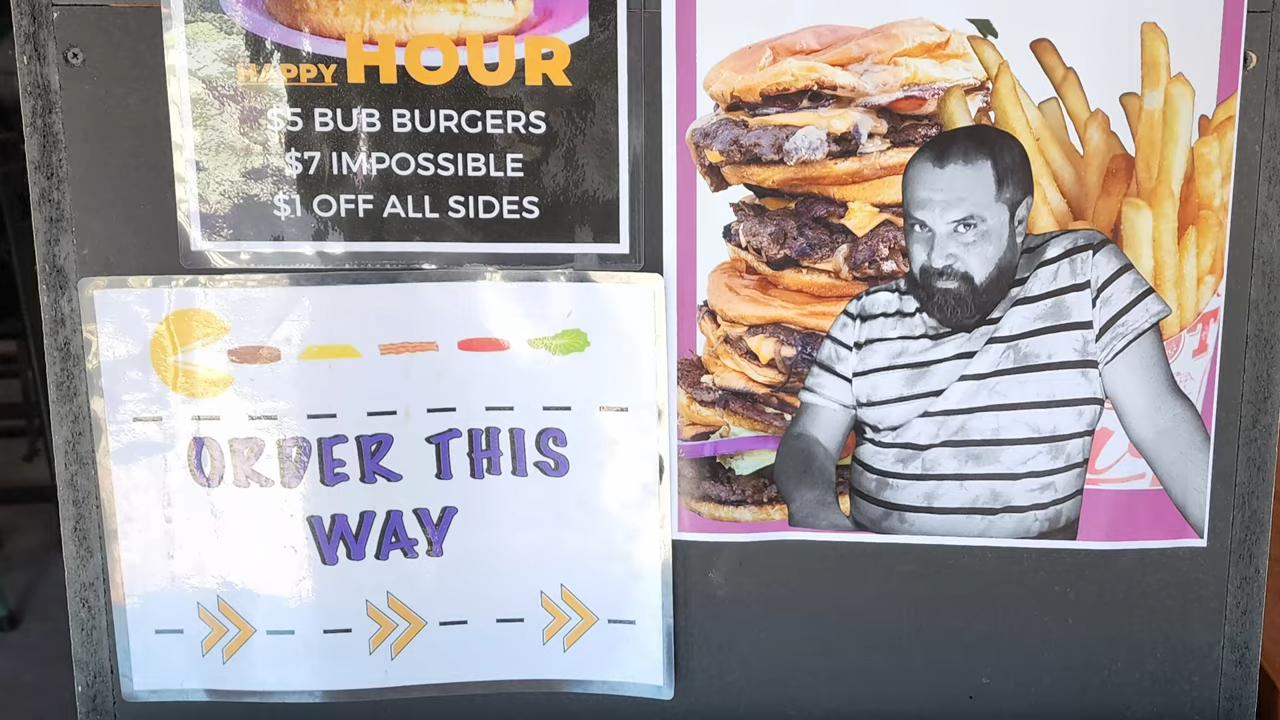 HAPPY HOUR
$5 BUB BURGERS
$7 IMPOSSIBLE
$1 OFF ALL SIDES
ORDER THIS
WAY